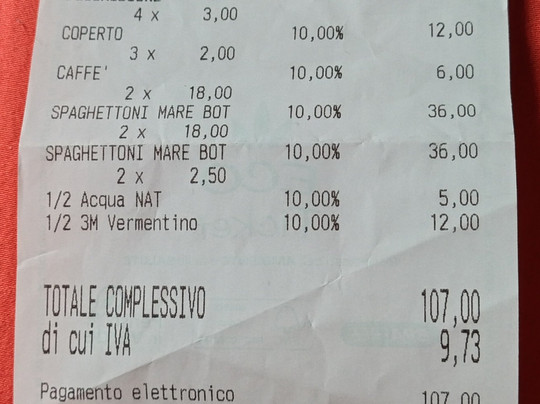 4 x 3,00
COPERTO 10,00% 12,00
3 x 2,00
CAFFE' 10,00% 6,00
2 x 18,00
SPAGHETTONI MARE BOT 10,00% 36,00
2 x 18,00
SPAGHETTONI MARE BOT 10,00% 36,00
2 x 2,50
1/2 Acqua NAT 10,00% 5,00
1/2 3M Vermentino 10,00% 12,00
TOTALE COMPLESSIVO 107,00
di cui IVA 9,73
Pagamento elettronico 107,00